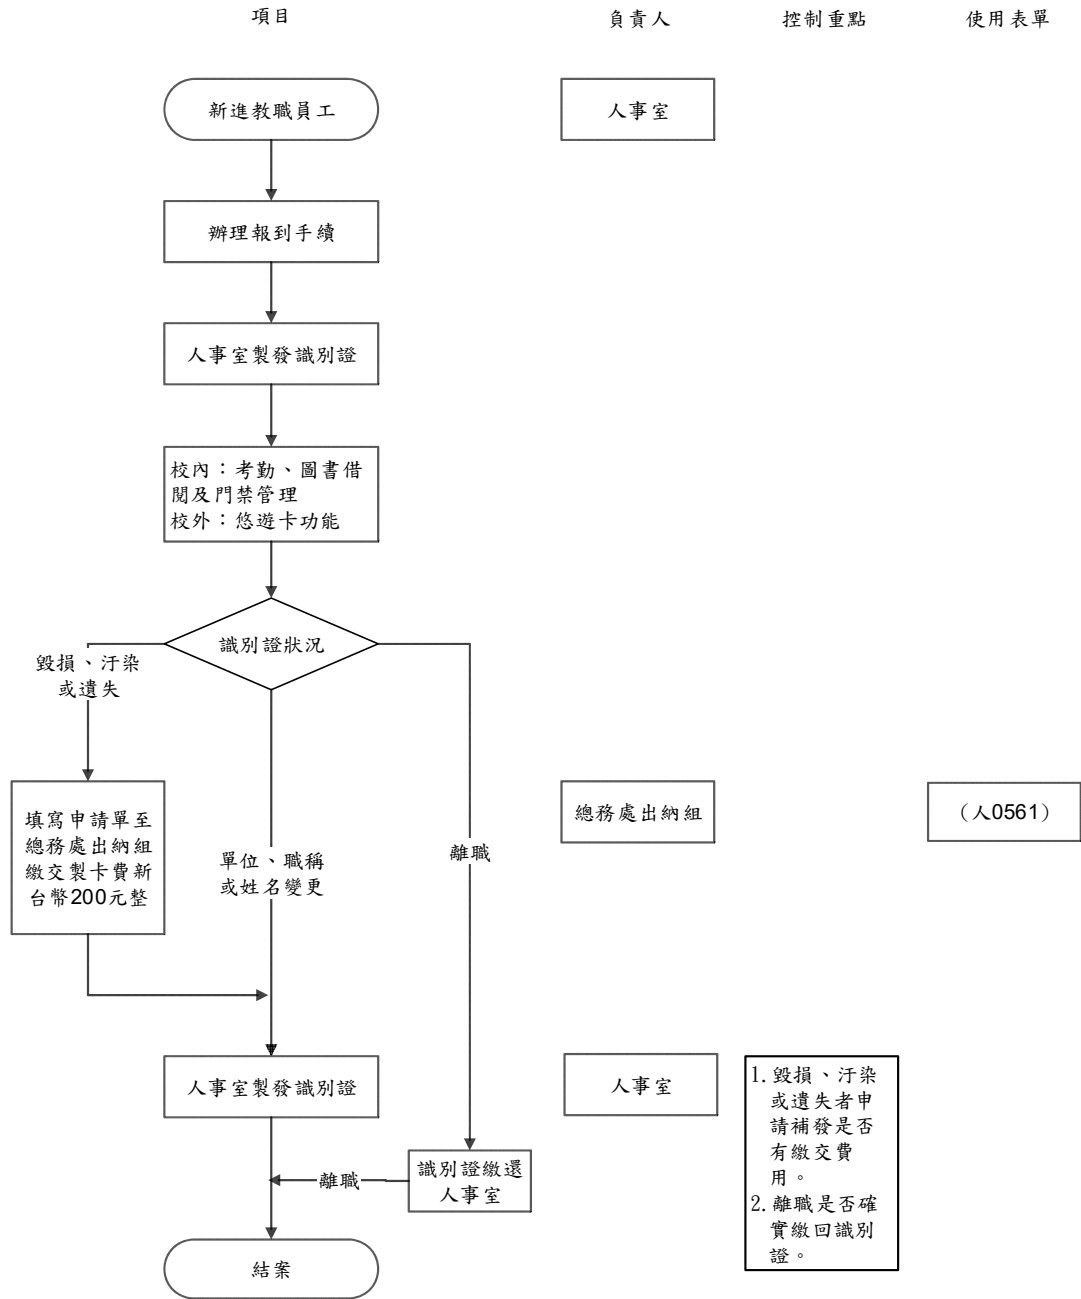 項目
負責人
控制重點
使用表單
新進教職員工
人事室
辦理報到手續
人事室製發識別證
校內：考勤、圖書借
閱及門禁管理
校外：悠遊卡功能
識別證狀況
毀損、汙染
或遺失
填寫申請單至
總務處出納組
繳交製卡費新
台幣200元整
單位、職稱
或姓名變更
離職
總務處出納組
（人0561）
人事室製發識別證
人事室
1.毀損、汙染
或遺失者申
請補發是否
有繳交費
用。
2.離職是否確
實繳回識別
證。
離職
識別證繳還
人事室
結案